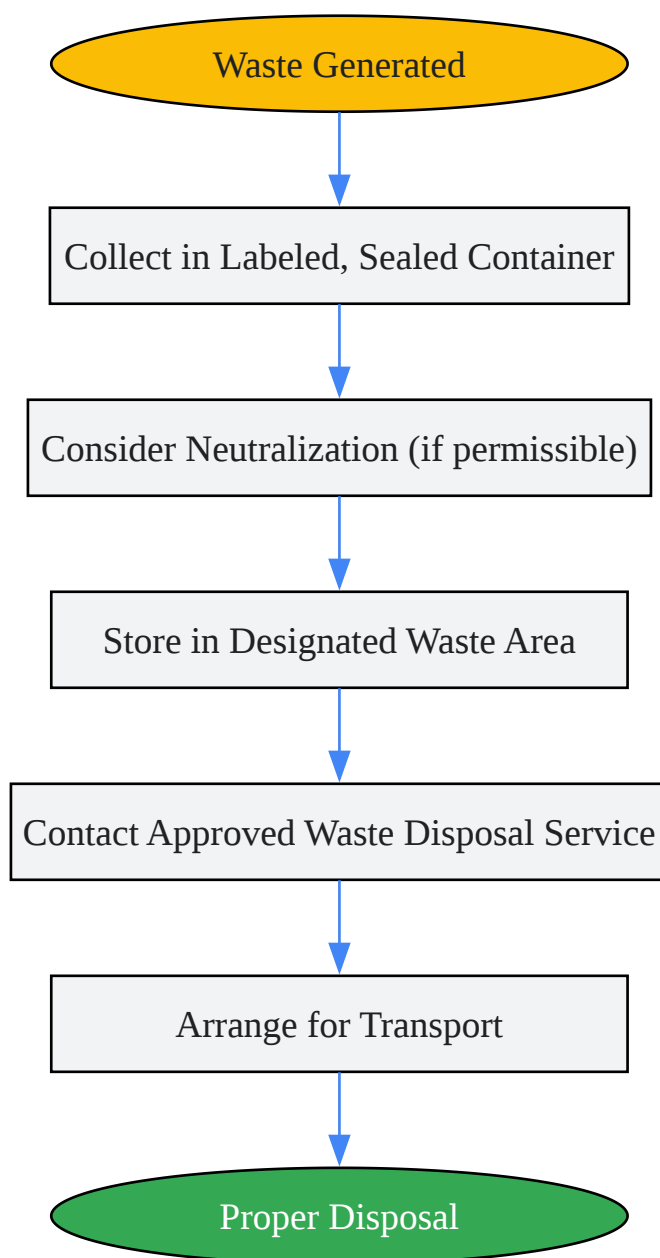 Waste Generated
Collect in Labeled, Sealed Container
Consider Neutralization (if permissible)
Store in Designated Waste Area
Contact Approved Waste Disposal Service
Arrange for Transport
Proper Disposal